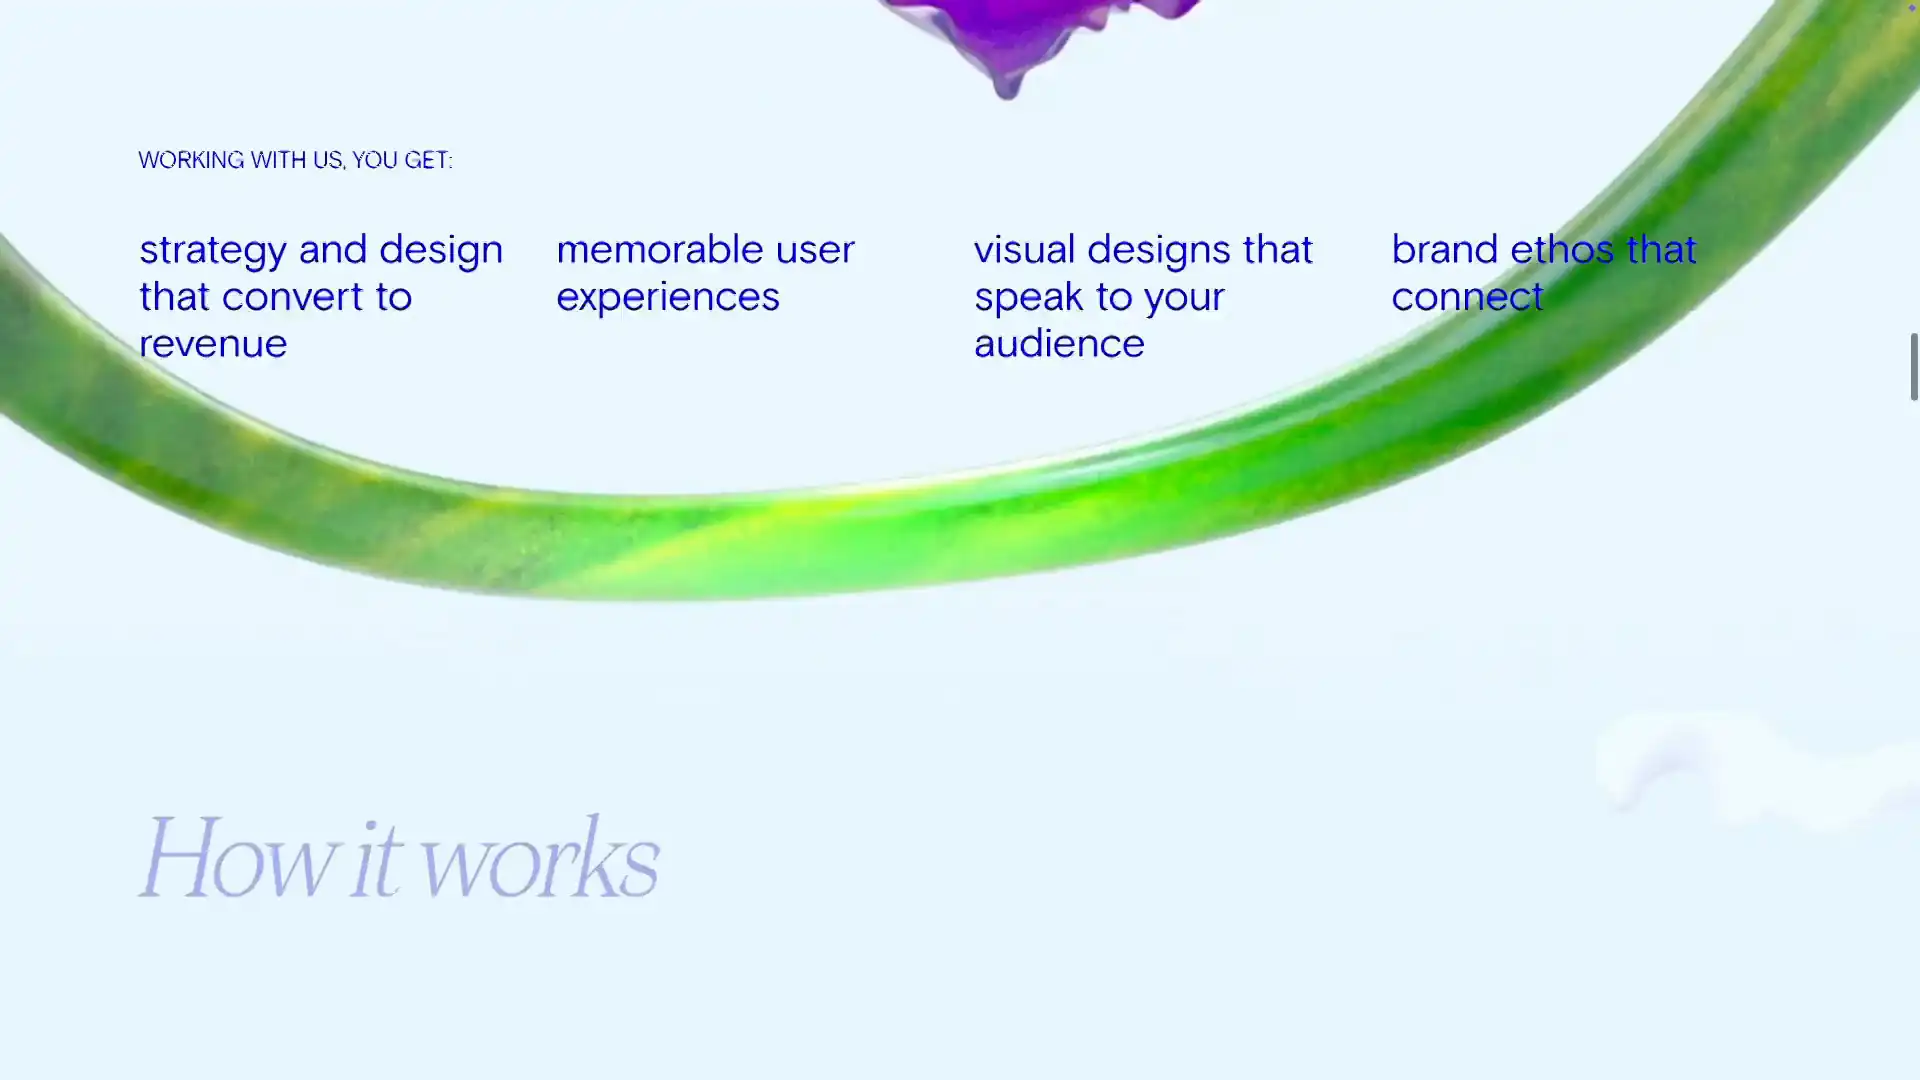 WORKING WITH US, YOU GET:
strategy and design
that convert to
revenue
memorable user
experiences
visual designs that
speak to your
audience
brand ethos that
connect
How it works